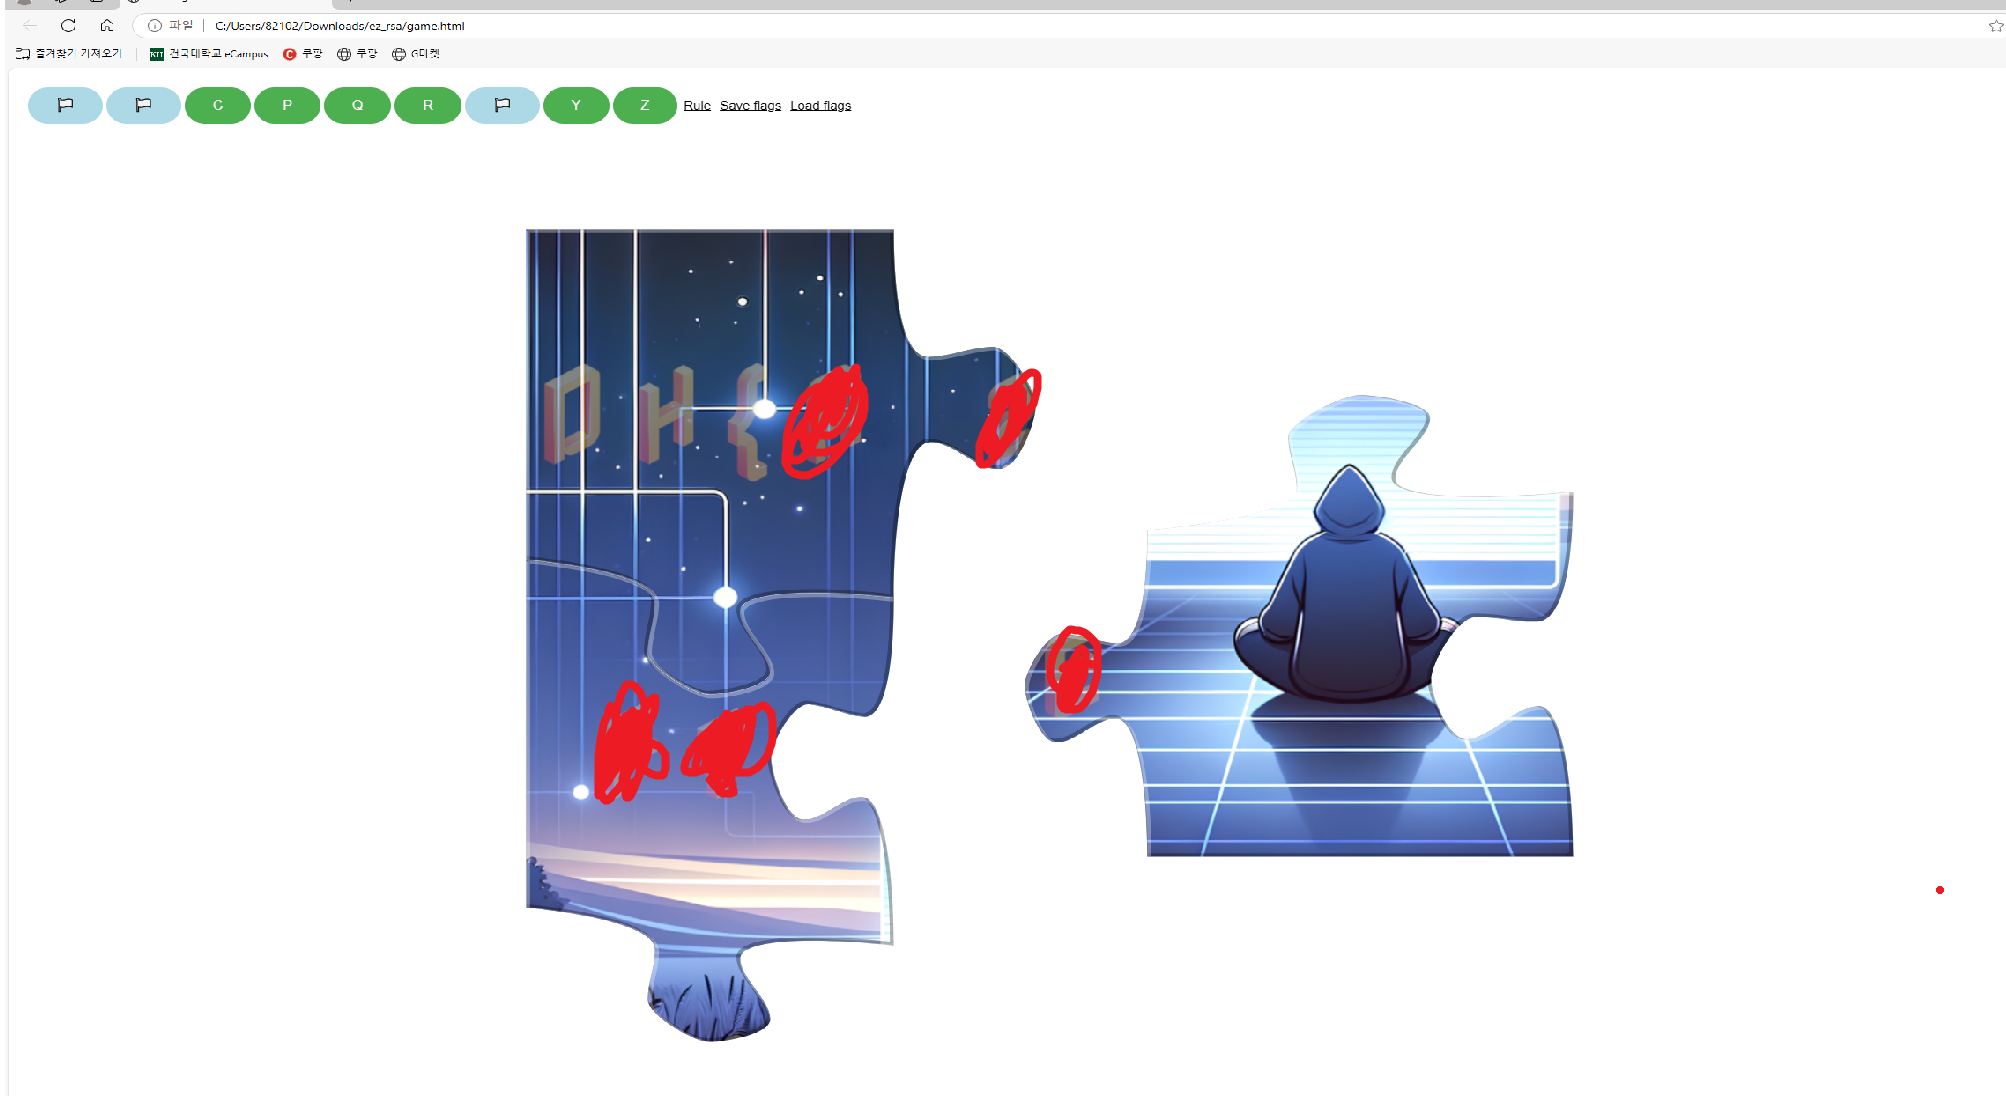 파일 C:/Users/82102/Downloads/ez_rsa/game.html
즐겨찾기 가져오기 건국대학교 eCampus 쿠팡 쿠팡 G마켓
C P Q R Y Z Rule Save flags Load flags
DH{